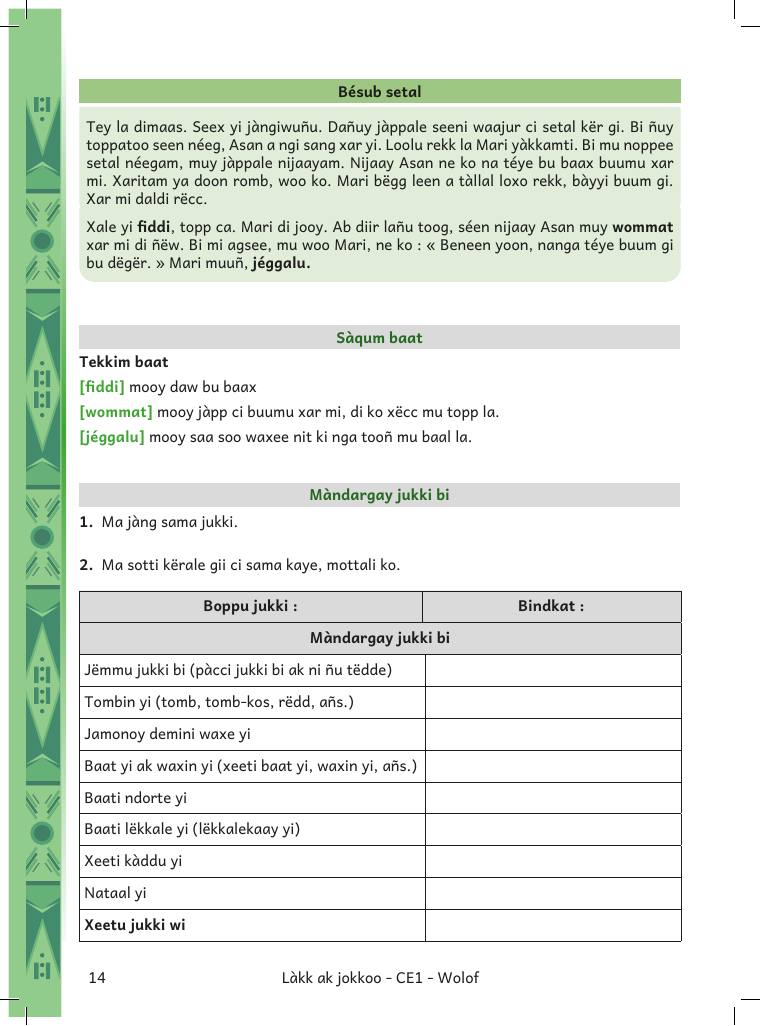 Bésub setal
Tey la dimaas. Seex yi jàngiwuñu. Dañuy jàppale seeni waajur ci setal kër gi. Bi ñuy
toppatoo seen néeg, Asan a ngi sang xar yi. Loolu rekk la Mari yàkkamti. Bi mu noppee
setal néegam, muy jàppale nijaayam. Nijaay Asan ne ko na téye bu baax buumu xar
mi. Xaritam ya doon romb, woo ko. Mari bëgg leen a tàllal loxo rekk, bàyyi buum gi.
Xar mi daldi rëcc.
Xale yi fiddi, topp ca. Mari di jooy. Ab diir lañu toog, séen nijaay Asan muy wommat
xar mi di ñëw. Bi mi agsee, mu woo Mari, ne ko : « Beneen yoon, nanga téye buum gi
bu dëgër. » Mari muuñ, jéggalu.
Sàqum baat
Tekkim baat
[fiddi] mooy daw bu baax
[wommat] mooy jàpp ci buumu xar mi, di ko xëcc mu topp la.
[jéggalu] mooy saa soo waxee nit ki nga tooñ mu baal la.
Màndargay jukki bi
1. Ma jàng sama jukki.
2. Ma sotti kërale gii ci sama kaye, mottali ko.
Boppu jukki : Bindkat :
Màndargay jukki bi
Jëmmu jukki bi (pàcci jukki bi ak ni ñu tëdde)
Tombin yi (tomb, tomb-kos, rëdd, añs.)
Jamonoy demini waxe yi
Baat yi ak waxin yi (xeeti baat yi, waxin yi, añs.)
Baati ndorte yi
Baati lëkkale yi (lëkkalekaay yi)
Xeeti kàddu yi
Nataal yi
Xeetu jukki wi
14 Làkk ak jokkoo - CE1 - Wolof